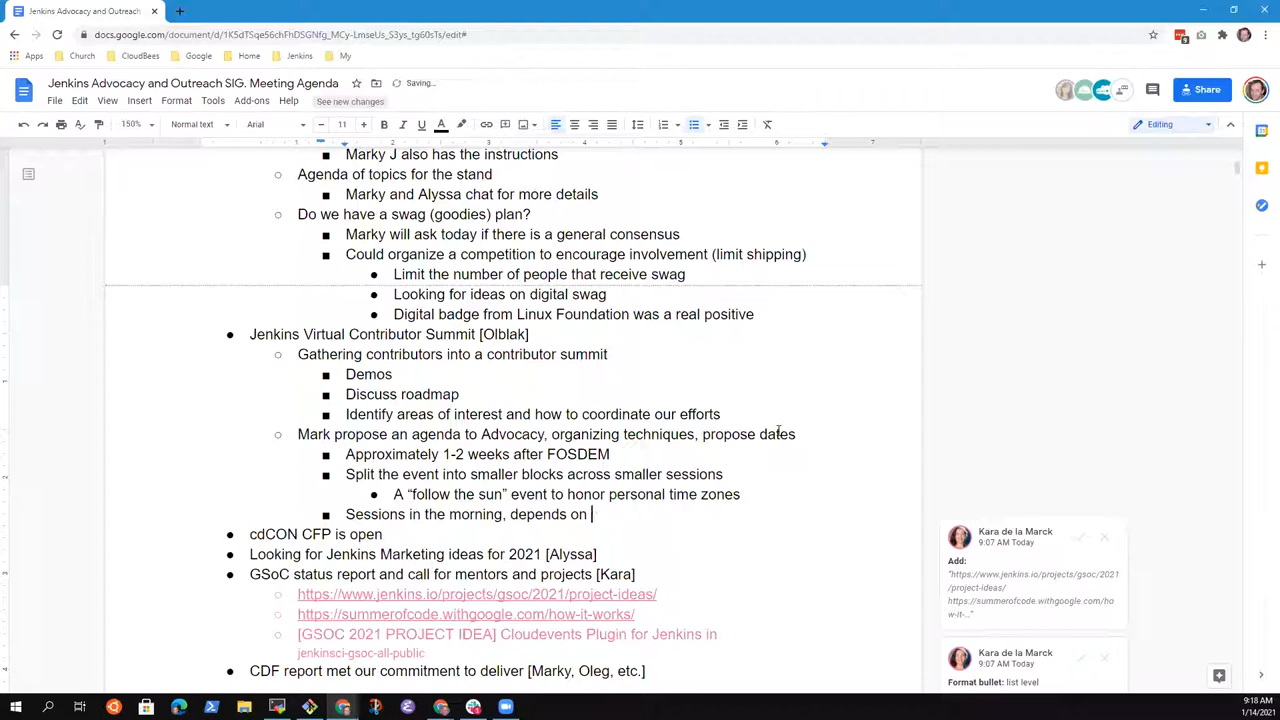 Jenkins Advocacy and Outreach
docs.google.com/document/d/1K5dTSqe56chFhDSGNfg_MCy-LmseUs_S3ys_tg60sTs/edit#
Apps Church CloudBees Google Home Jenkins My
Jenkins Advocacy and Outreach SIG. Meeting Agenda Saving...
File Edit View Insert Format Tools Add-ons Help See new changes
Share
150% Normal text Arial 11 Editing
1 1 2 3 4 5 6 7
Marky J also has the instructions
Agenda of topics for the stand
Marky and Alyssa chat for more details
Do we have a swag (goodies) plan?
Marky will ask today if there is a general consensus
Could organize a competition to encourage involvement (limit shipping)
Limit the number of people that receive swag
Looking for ideas on digital swag
Digital badge from Linux Foundation was a real positive
Jenkins Virtual Contributor Summit [Olblak]
Gathering contributors into a contributor summit
Demos
Discuss roadmap
Identify areas of interest and how to coordinate our efforts
Mark propose an agenda to Advocacy, organizing techniques, propose dates
Approximately 1-2 weeks after FOSDEM
Split the event into smaller blocks across smaller sessions
A “follow the sun” event to honor personal time zones
Sessions in the morning, depends on
cdCON CFP is open
Looking for Jenkins Marketing ideas for 2021 [Alyssa]
GSoC status report and call for mentors and projects [Kara]
https://www.jenkins.io/projects/gsoc/2021/project-ideas/
https://summerofcode.withgoogle.com/how-it-works/
[GSOC 2021 PROJECT IDEA] Cloudevents Plugin for Jenkins in
jenkinsci-gsoc-all-public
CDF report met our commitment to deliver [Marky, Oleg, etc.]
Kara de la Marck
9:07 AM Today
Add:
"https://www.jenkins.io/projects/gsoc/2021
/project-ideas/
https://summerofcode.withgoogle.com/ho
w-it-..."
Kara de la Marck
9:07 AM Today
Format bullet: list level
9:18 AM
1/14/2021